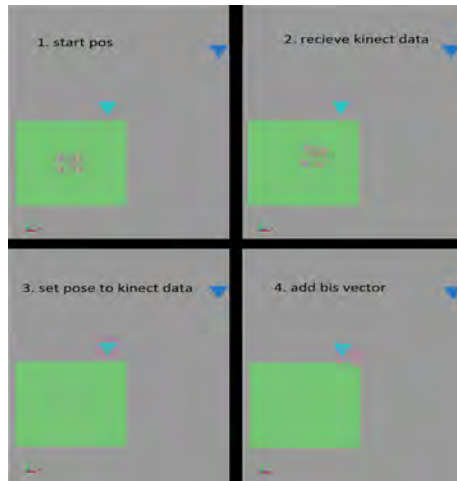 1. start pos
2. recieve kinect data
3. set pose to kinect data
4. add bis vector